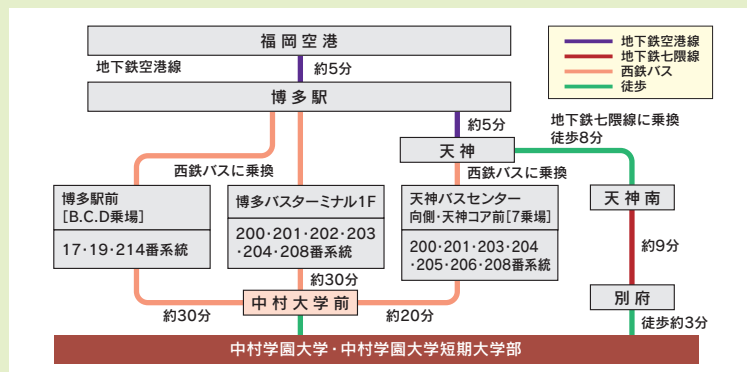 福岡空港
地下鉄空港線
約5分
博多駅
地下鉄空港線
地下鉄七隈線
西鉄バス
徒歩
約5分
天神
地下鉄七隈線に乗換
徒歩8分
西鉄バスに乗換
西鉄バスに乗換
博多駅前
[B.C.D乗場]
17・19・214番系統
博多バスターミナル1F
200・201・202・203
・204・208番系統
天神バスセンター
向側・天神コア前[7乗場]
200・201・203・204
・205・206・208番系統
天神南
約9分
別府
約30分
約30分
中村大学前
約20分
徒歩約3分
中村学園大学・中村学園大学短期大学部